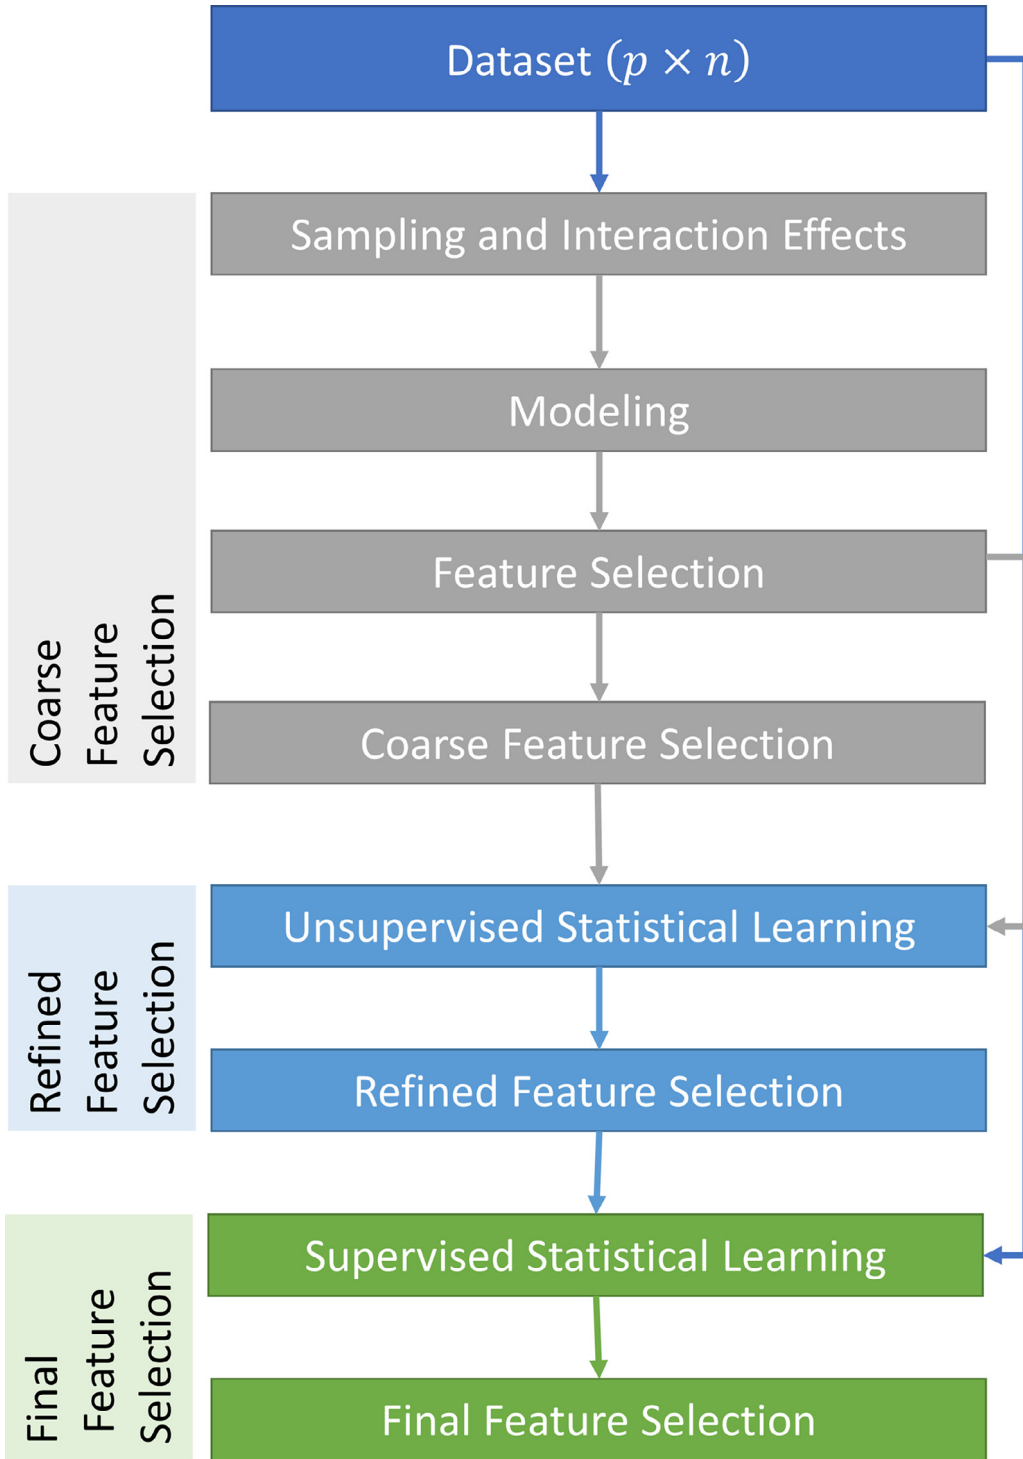 Dataset (p × n)
Sampling and Interaction Effects
Modeling
Feature Selection
Coarse Feature Selection
Coarse
Feature
Selection
Unsupervised Statistical Learning
Refined Feature Selection
Refined
Feature
Selection
Supervised Statistical Learning
Final Feature Selection
Final
Feature
Selection